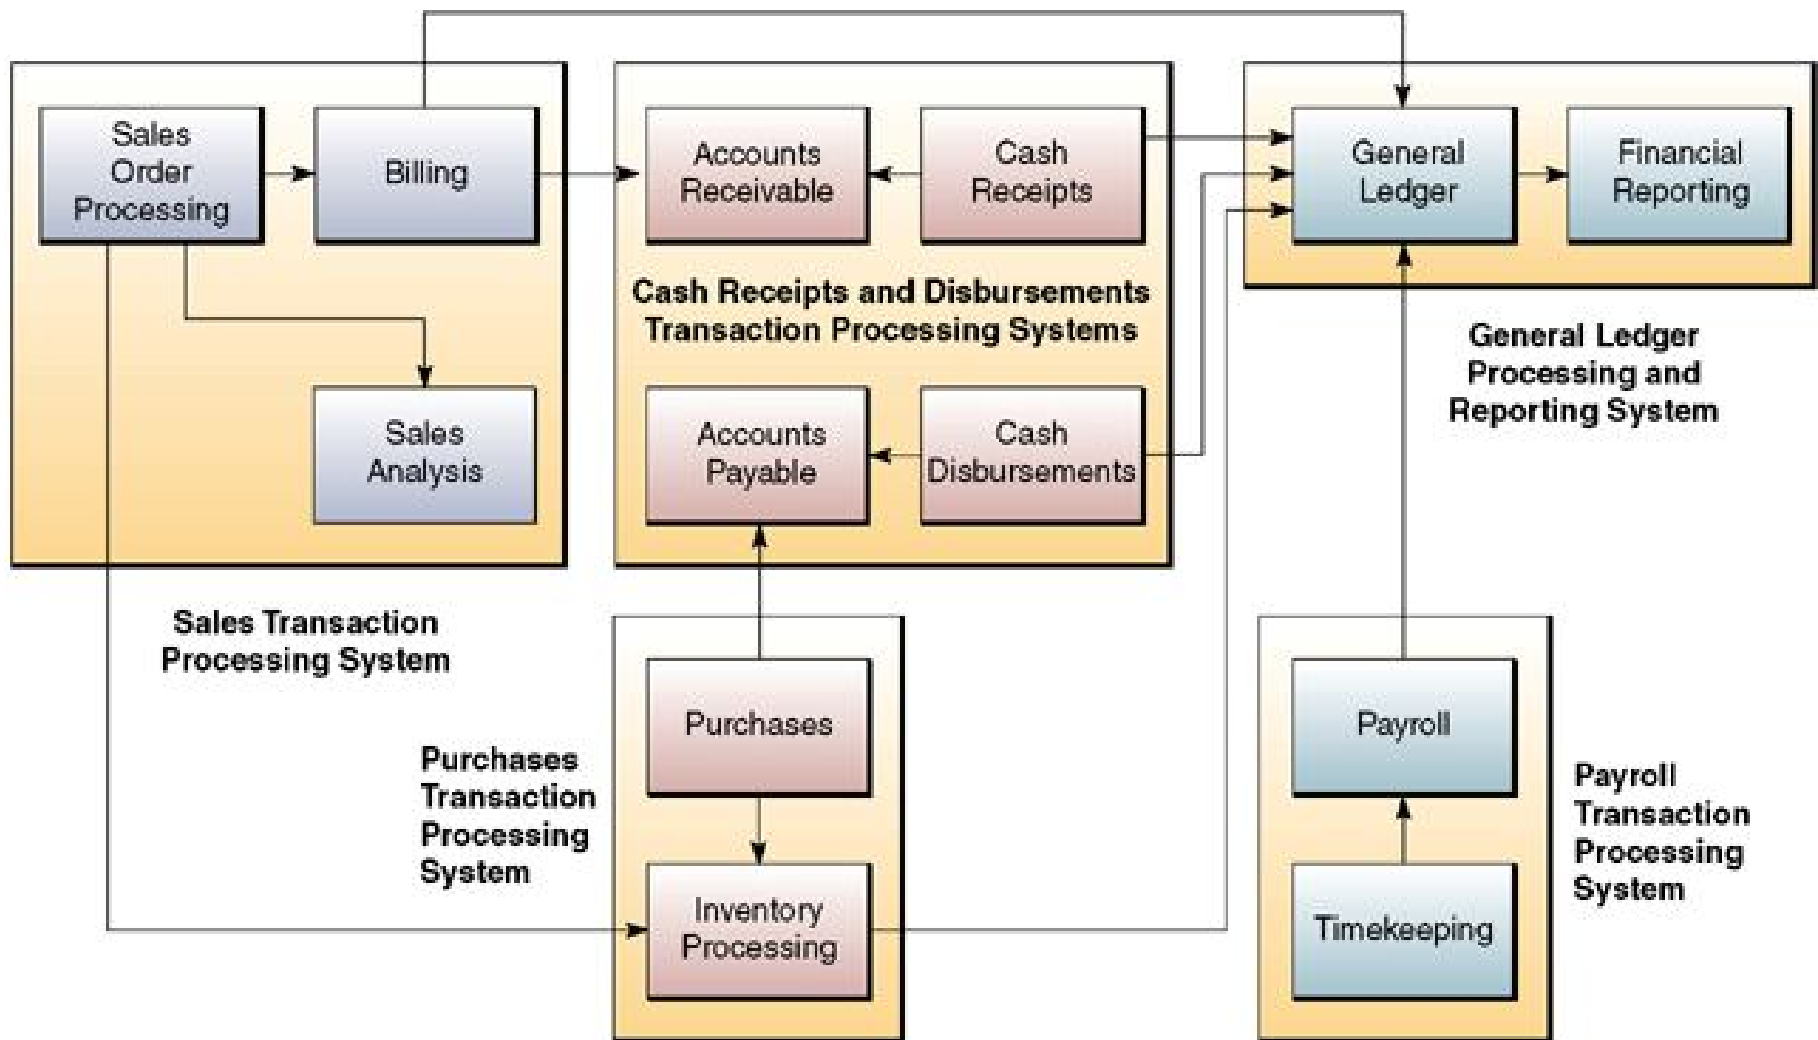 Sales
Order
Processing
Billing
Sales
Analysis
Sales Transaction
Processing System
Accounts
Receivable
Cash
Receipts
Cash Receipts and Disbursements
Transaction Processing Systems
Accounts
Payable
Cash
Disbursements
General
Ledger
Financial
Reporting
General Ledger
Processing and
Reporting System
Purchases
Transaction
Processing
System
Purchases
Inventory
Processing
Payroll
Timekeeping
Payroll
Transaction
Processing
System